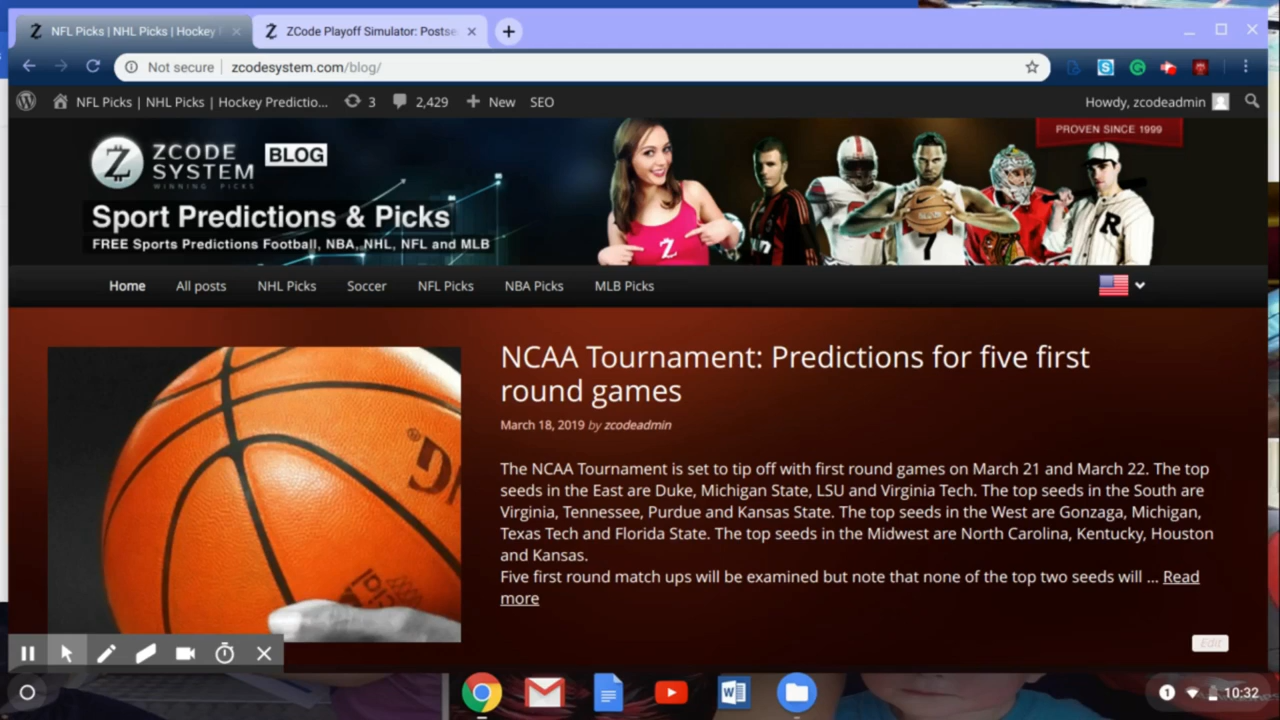 NFL Picks | NHL Picks | Hockey
ZCode Playoff Simulator: Postse
Not secure
zcodesystem.com/blog/
NFL Picks | NHL Picks | Hockey Predictio...
3
2,429
New
SEO
Howdy, zcodeadmin
PROVEN SINCE 1999
Z
ZCODE
SYSTEM
WINNING PICKS
BLOG
Sport Predictions & Picks
FREE Sports Predictions Football, NBA, NHL, NFL and MLB
Z
7
R
Home
All posts
NHL Picks
Soccer
NFL Picks
NBA Picks
MLB Picks
NCAA Tournament: Predictions for five first
round games
March 18, 2019 by zcodeadmin
The NCAA Tournament is set to tip off with first round games on March 21 and March 22. The top
seeds in the East are Duke, Michigan State, LSU and Virginia Tech. The top seeds in the South are
Virginia, Tennessee, Purdue and Kansas State. The top seeds in the West are Gonzaga, Michigan,
Texas Tech and Florida State. The top seeds in the Midwest are North Carolina, Kentucky, Houston
and Kansas.
Five first round match ups will be examined but note that none of the top two seeds will ... Read
more
Edit
1
10:32